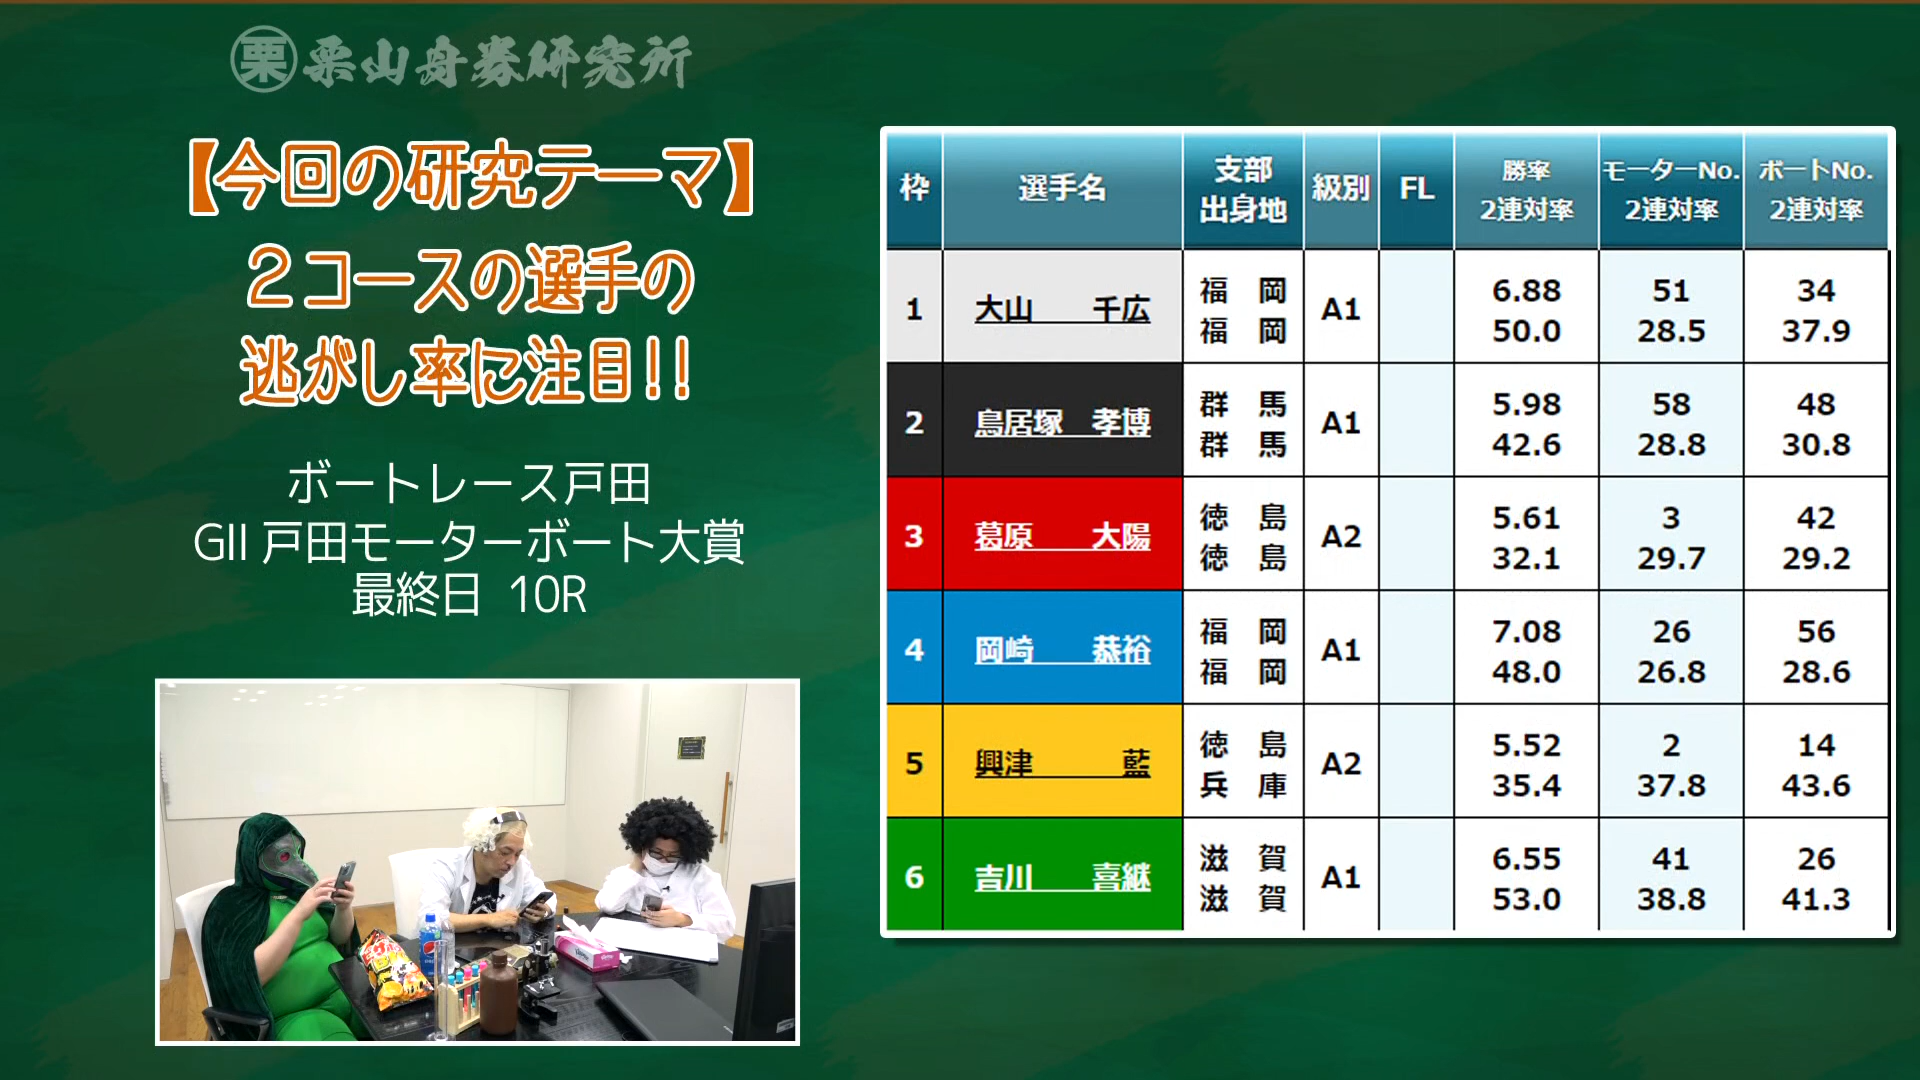 栗 栗山舟券研究所
【今回の研究テーマ】
２コースの選手の
逃がし率に注目!!
ボートレース戸田
GII 戸田モーターボート大賞
最終日 10R
枠 選手名 支部 出身地 級別 FL 勝率 2連対率 モーターNo. 2連対率 ボートNo. 2連対率
1 大山 千広 福岡 福岡 A1 6.88 50.0 51 28.5 34 37.9
2 鳥居塚 孝博 群馬 群馬 A1 5.98 42.6 58 28.8 48 30.8
3 葛原 大陽 徳島 徳島 A2 5.61 32.1 3 29.7 42 29.2
4 岡崎 恭裕 福岡 福岡 A1 7.08 48.0 26 26.8 56 28.6
5 興津 藍 徳島 兵庫 A2 5.52 35.4 2 37.8 14 43.6
6 吉川 喜継 滋賀 滋賀 A1 6.55 53.0 41 38.8 26 41.3